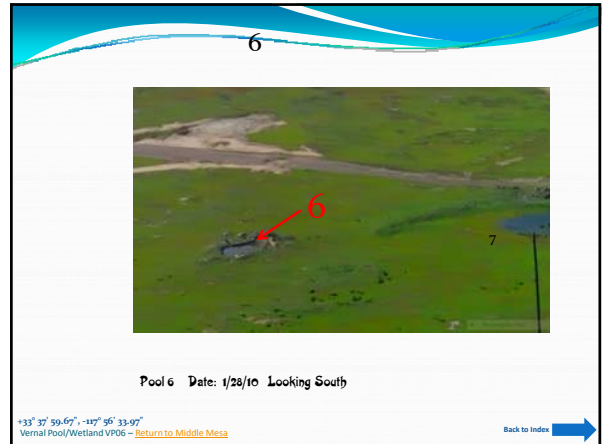 6
6
7
Pool 6 Date: 1/28/10 Looking South
+33° 37' 59.67", -117° 56' 33.97"
Vernal Pool/Wetland VP06 – Return to Middle Mesa
Back to Index